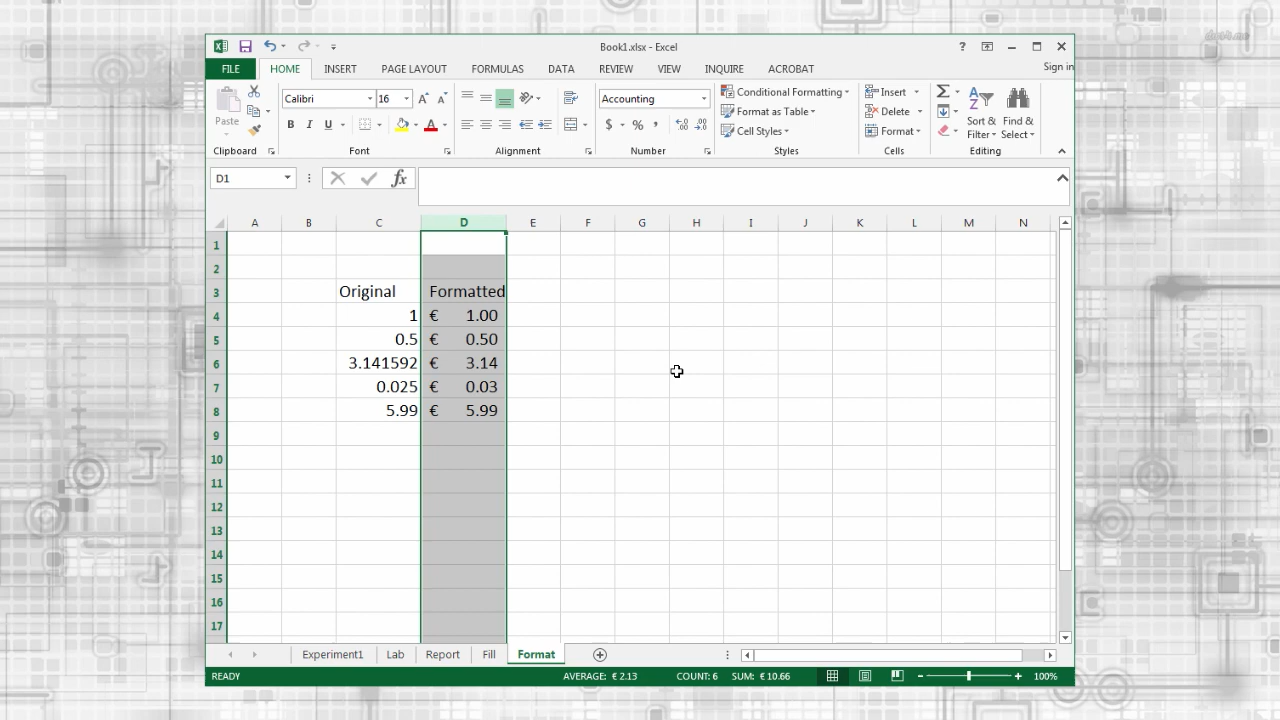 Book1.xlsx - Excel
?
FILE HOME INSERT PAGE LAYOUT FORMULAS DATA REVIEW VIEW INQUIRE ACROBAT Sign in
Paste
Calibri 16
B I U A
Accounting
$ % ,
Conditional Formatting
Format as Table
Cell Styles
Insert
Delete
Format
Sort & Filter
Find & Select
Clipboard Font Alignment Number Styles Cells Editing
D1 fx
A B C D E F G H I J K L M N
1
2
3 Original Formatted
4 1 € 1.00
5 0.5 € 0.50
6 3.141592 € 3.14
7 0.025 € 0.03
8 5.99 € 5.99
9
10
11
12
13
14
15
16
17
Experiment1 Lab Report Fill Format
READY AVERAGE: € 2.13 COUNT: 6 SUM: € 10.66 100%